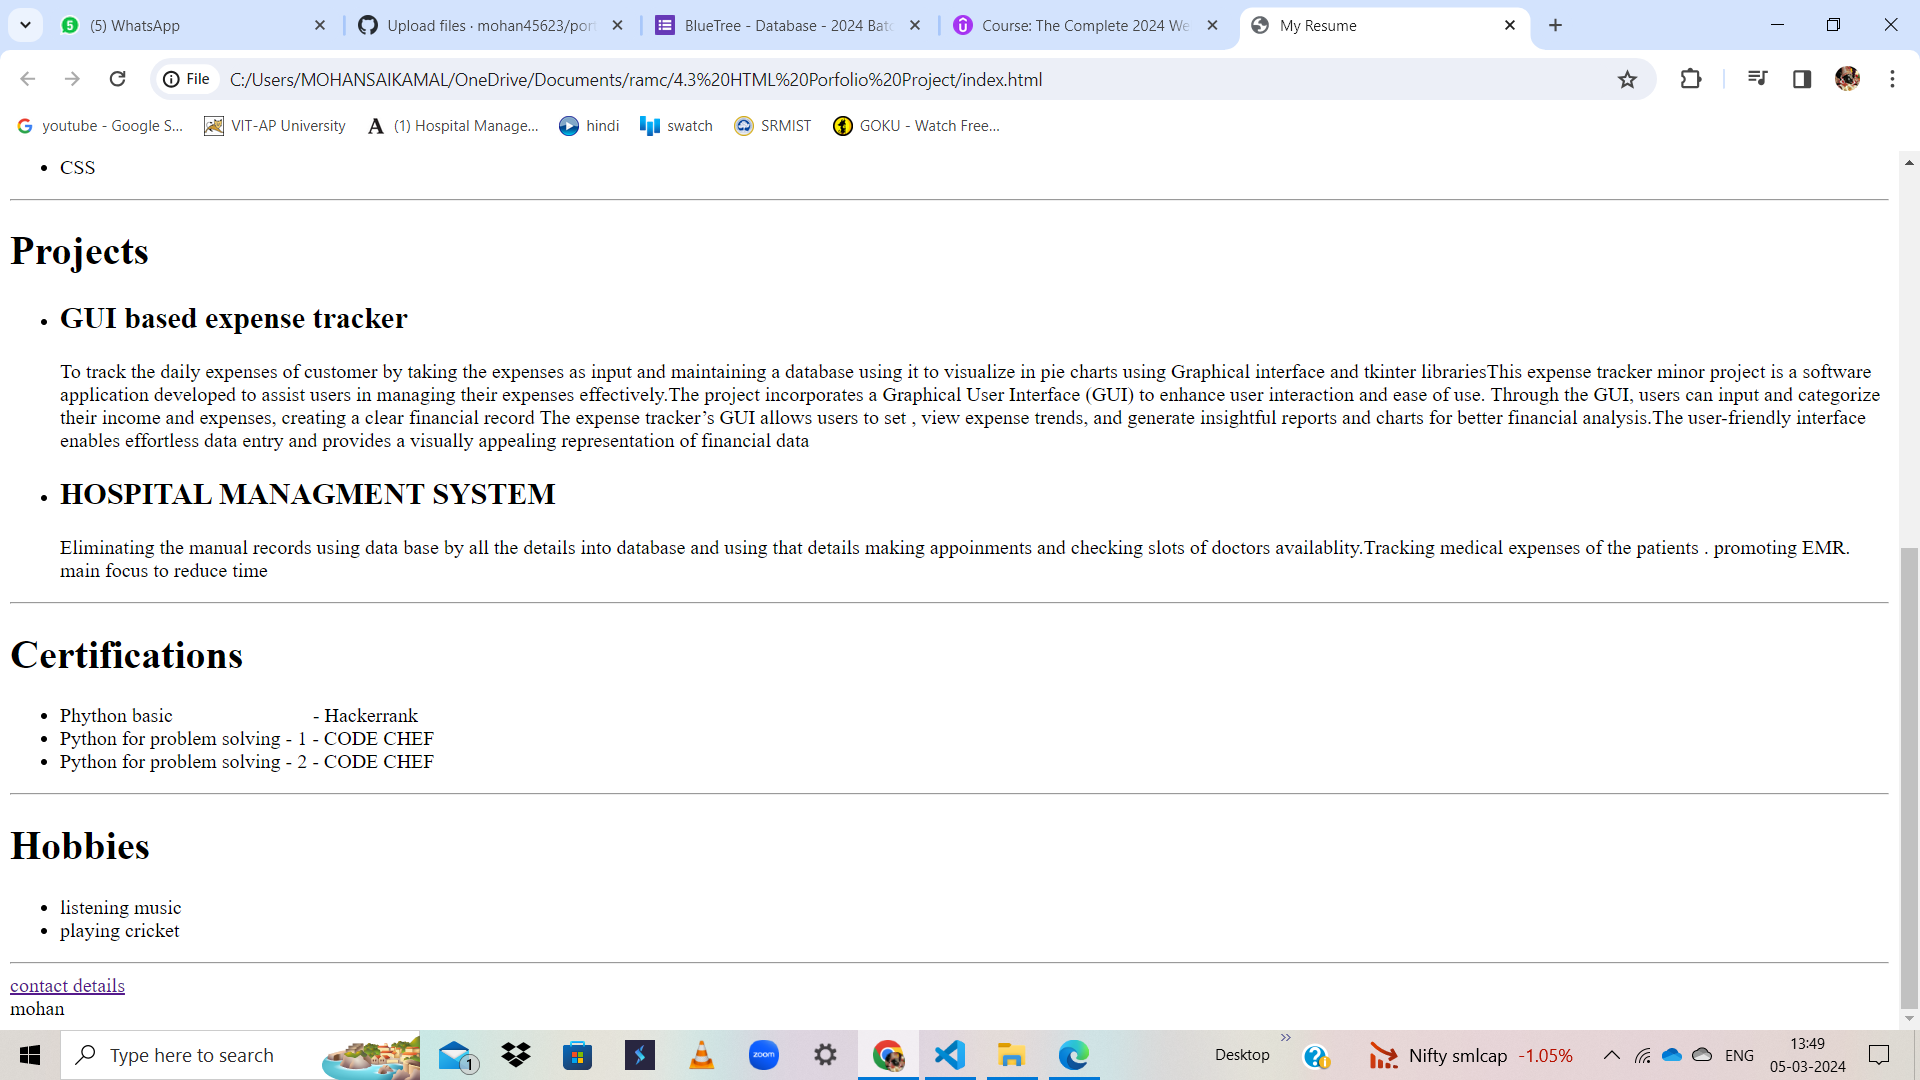 (5) WhatsApp
Upload files · mohan45623/port
BlueTree - Database - 2024 Batc
Course: The Complete 2024 We
My Resume
File
C:/Users/MOHANSAIKAMAL/OneDrive/Documents/ramc/4.3%20HTML%20Porfolio%20Project/index.html
youtube - Google S...
VIT-AP University
(1) Hospital Manage...
hindi
swatch
SRMIST
GOKU - Watch Free...
CSS
Projects
GUI based expense tracker
To track the daily expenses of customer by taking the expenses as input and maintaining a database using it to visualize in pie charts using Graphical interface and tkinter librariesThis expense tracker minor project is a software
application developed to assist users in managing their expenses effectively.The project incorporates a Graphical User Interface (GUI) to enhance user interaction and ease of use. Through the GUI, users can input and categorize
their income and expenses, creating a clear financial record The expense tracker’s GUI allows users to set , view expense trends, and generate insightful reports and charts for better financial analysis.The user-friendly interface
enables effortless data entry and provides a visually appealing representation of financial data
HOSPITAL MANAGMENT SYSTEM
Eliminating the manual records using data base by all the details into database and using that details making appoinments and checking slots of doctors availablity.Tracking medical expenses of the patients . promoting EMR.
main focus to reduce time
Certifications
Phython basic - Hackerrank
Python for problem solving - 1 - CODE CHEF
Python for problem solving - 2 - CODE CHEF
Hobbies
listening music
playing cricket
contact details
mohan
Type here to search
1
zoom
Desktop
Nifty smlcap -1.05%
ENG
13:49
05-03-2024